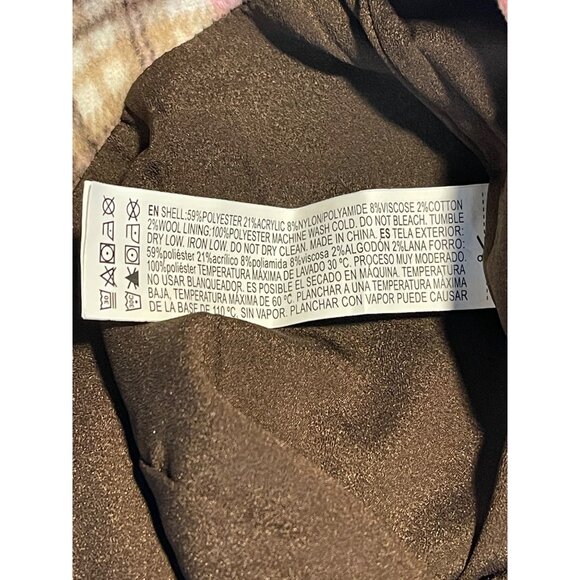 EN SHELL:59%POLYESTER 21%ACRYLIC 8%NYLON/POLYAMIDE 8%VISCOSE 2%COTTON
2%WOOL LINING:100%POLYESTER MACHINE WASH COLD. DO NOT BLEACH. TUMBLE
DRY LOW. IRON LOW. DO NOT DRY CLEAN. MADE IN CHINA. ES TELA EXTERIOR:
59%poliéster 21%acrílico 8%poliamida 8%viscosa 2%ALGODÓN 2%LANA FORRO:
100%poliéster TEMPERATURA MÁXIMA DE LAVADO 30 ºC. PROCESO MUY MODERADO.
NO USAR BLANQUEADOR. ES POSIBLE EL SECADO EN MÁQUINA. TEMPERATURA
BAJA, TEMPERATURA MÁXIMA DE 60 ºC. PLANCHAR A UNA TEMPERATURA MÁXIMA
DE LA BASE DE 110 ºC, SIN VAPOR. PLANCHAR CON VAPOR PUEDE CAUSAR